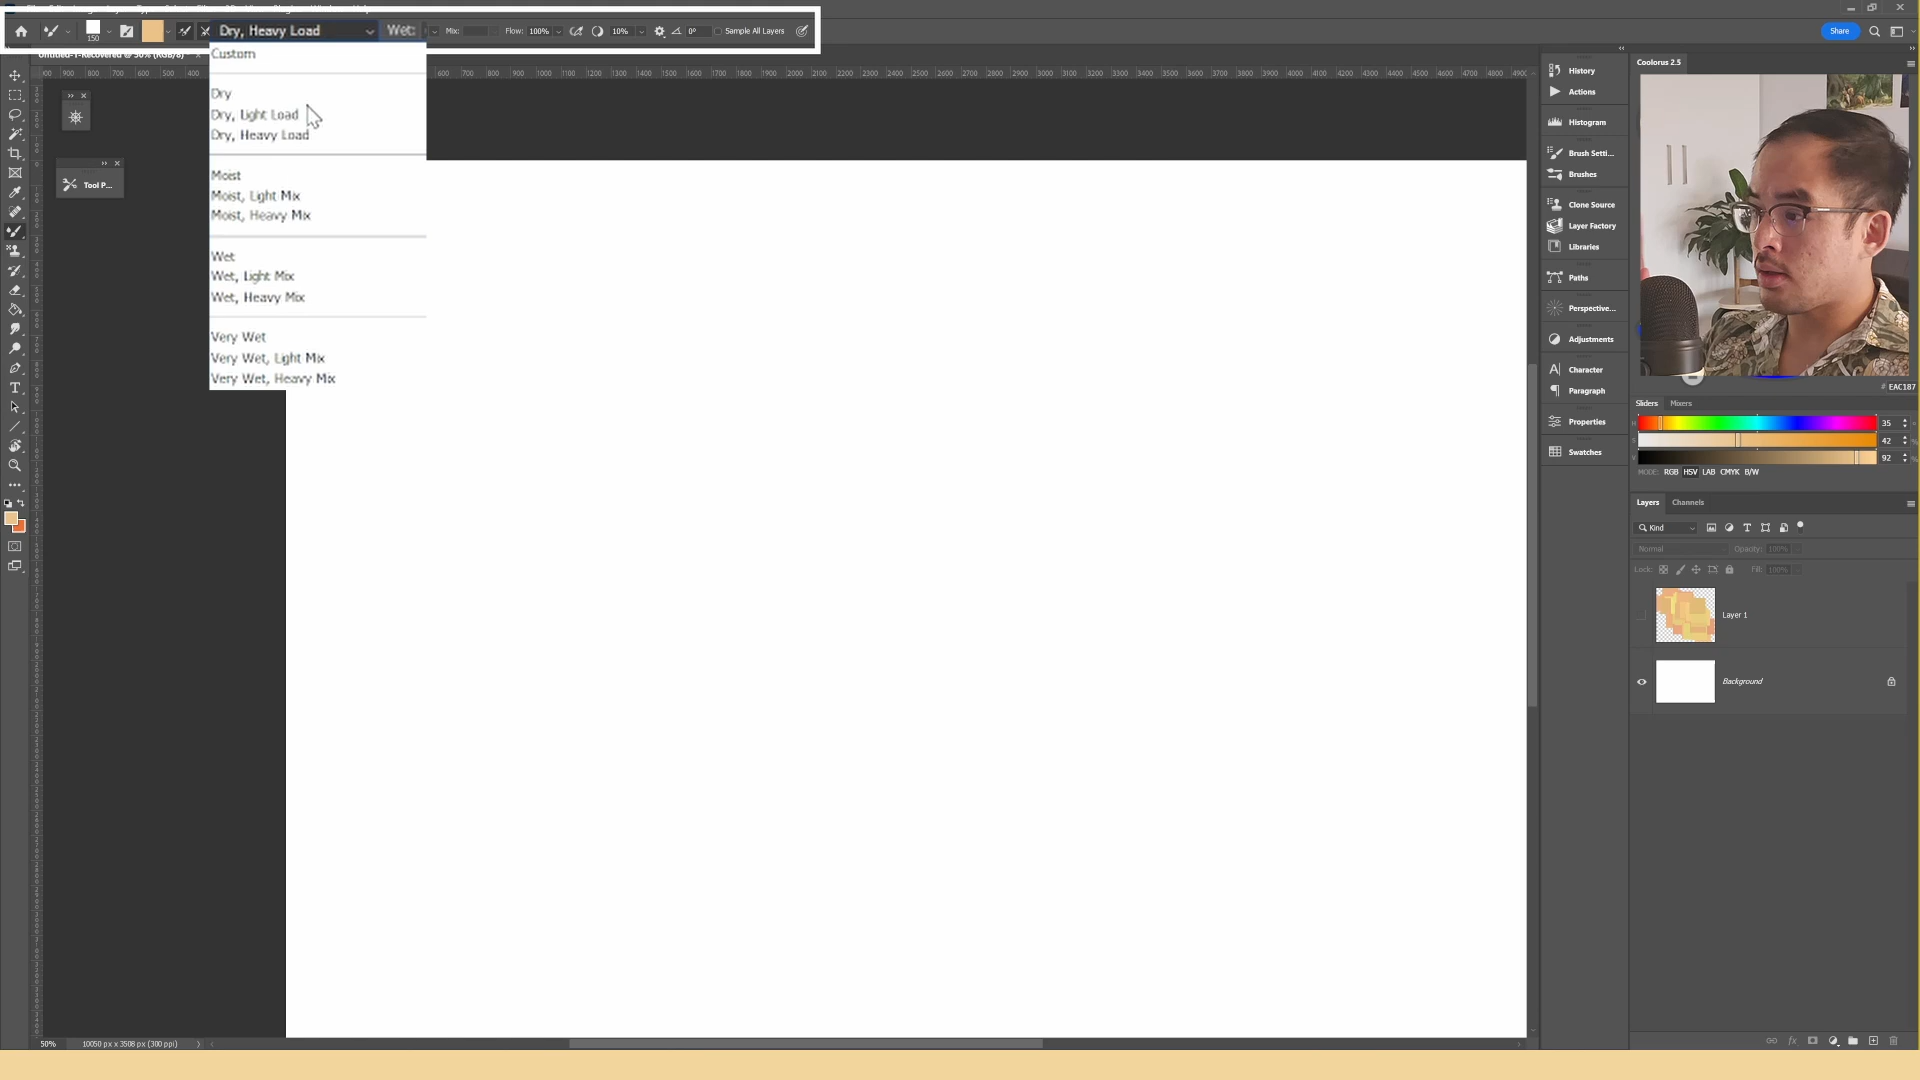 150
Dry, Heavy Load
Wet:
Mix:
Flow: 100%
10%
0°
Sample All Layers
Share
Custom
Dry
Dry, Light Load
Dry, Heavy Load
Moist
Moist, Light Mix
Moist, Heavy Mix
Wet
Wet, Light Mix
Wet, Heavy Mix
Very Wet
Very Wet, Light Mix
Very Wet, Heavy Mix
Tool P...
History
Actions
Histogram
Brush Setti...
Brushes
Clone Source
Layer Factory
Libraries
Paths
Perspective...
Adjustments
Character
Paragraph
Properties
Swatches
Coolorus 2.5
# EAC187
Sliders Mixers
H 35
S 42 %
V 92 %
MODE: RGB HSV LAB CMYK B/W
Layers Channels
Kind
Normal Opacity: 100%
Lock: Fill: 100%
Layer 1
Background
50% 10050 px x 3508 px (300 ppi)